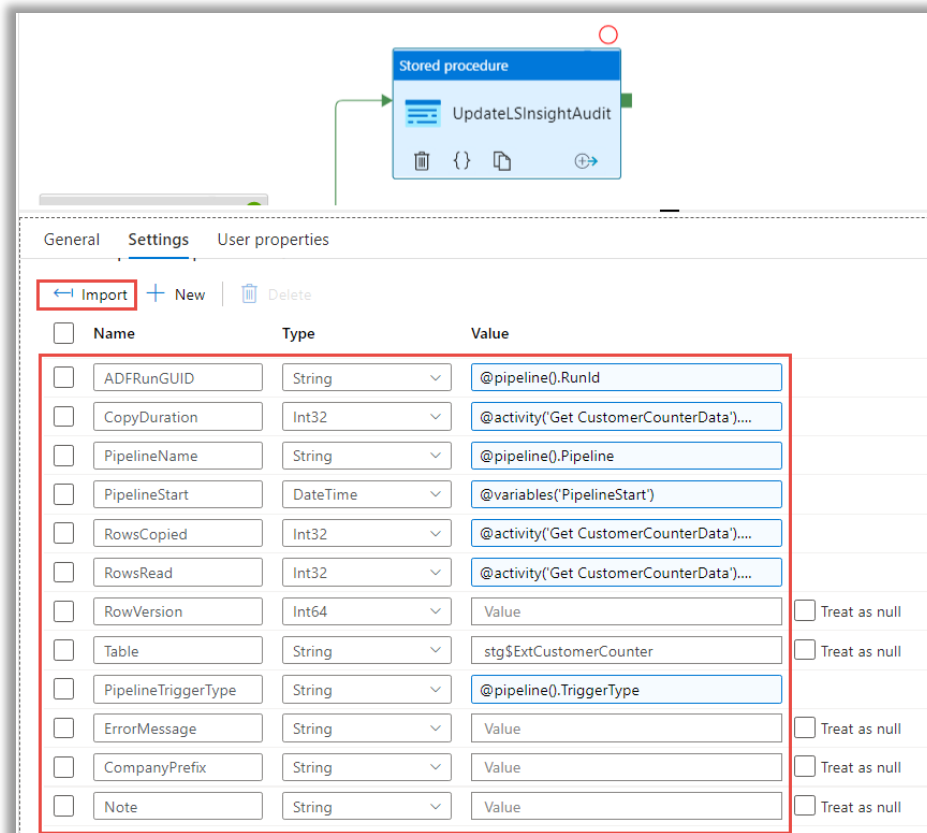 Stored procedure
UpdateLSInsightAudit
General Settings User properties
Import New Delete
Name Type Value
ADFRunGUID String @pipeline().RunId
CopyDuration Int32 @activity('Get CustomerCounterData')....
PipelineName String @pipeline().Pipeline
PipelineStart DateTime @variables('PipelineStart')
RowsCopied Int32 @activity('Get CustomerCounterData')....
RowsRead Int32 @activity('Get CustomerCounterData')....
RowVersion Int64 Value Treat as null
Table String stg$ExtCustomerCounter Treat as null
PipelineTriggerType String @pipeline().TriggerType
ErrorMessage String Value Treat as null
CompanyPrefix String Value Treat as null
Note String Value Treat as null